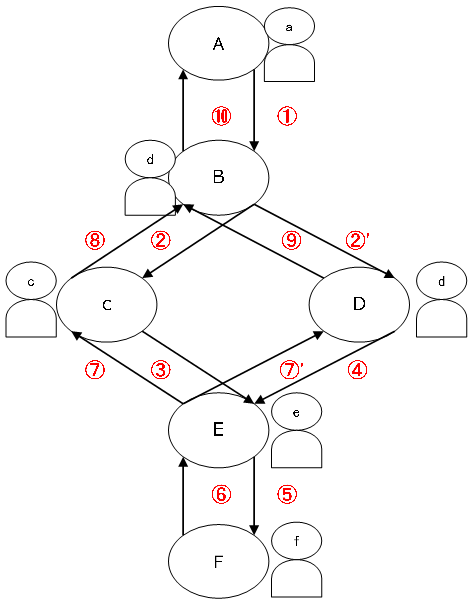 A
a
⑩
①
d
B
⑧
②
⑨
②'
c
C
D
d
⑦
③
⑦'
④
E
e
⑥
⑤
F
f